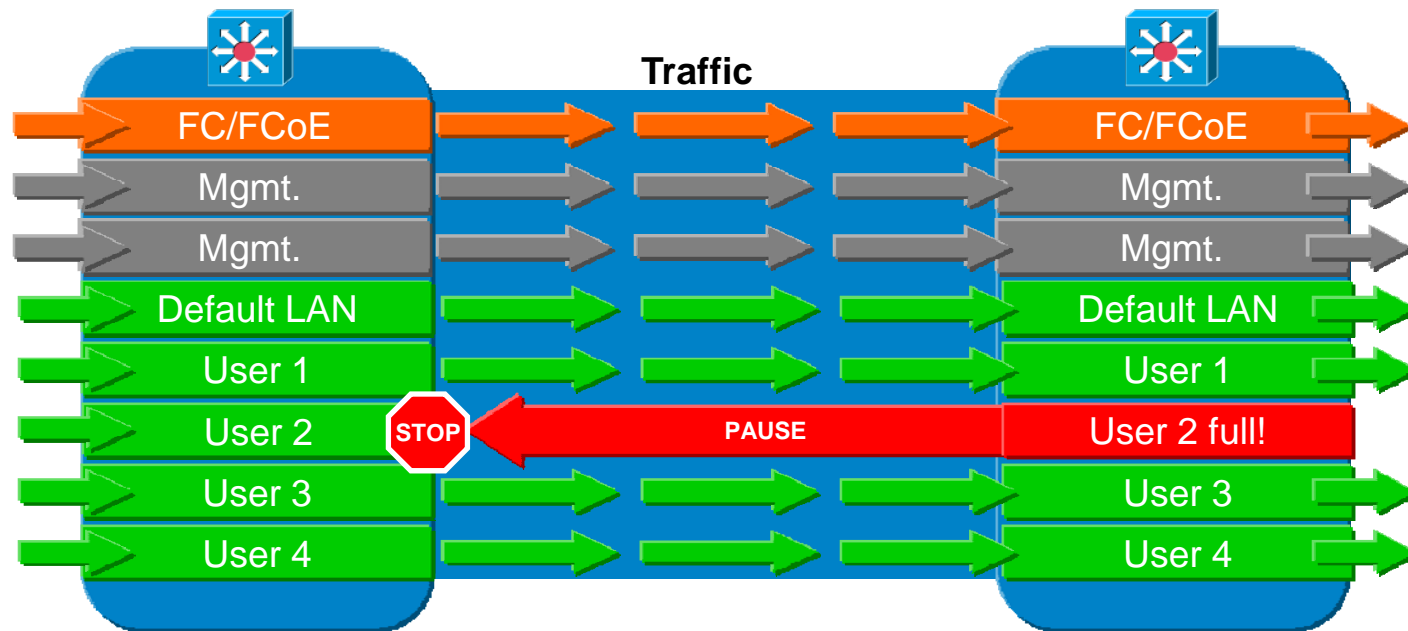 Traffic
FC/FCoE
FC/FCoE
Mgmt.
Mgmt.
Mgmt.
Mgmt.
Default LAN
Default LAN
User 1
User 1
User 2
STOP
PAUSE
User 2 full!
User 3
User 3
User 4
User 4